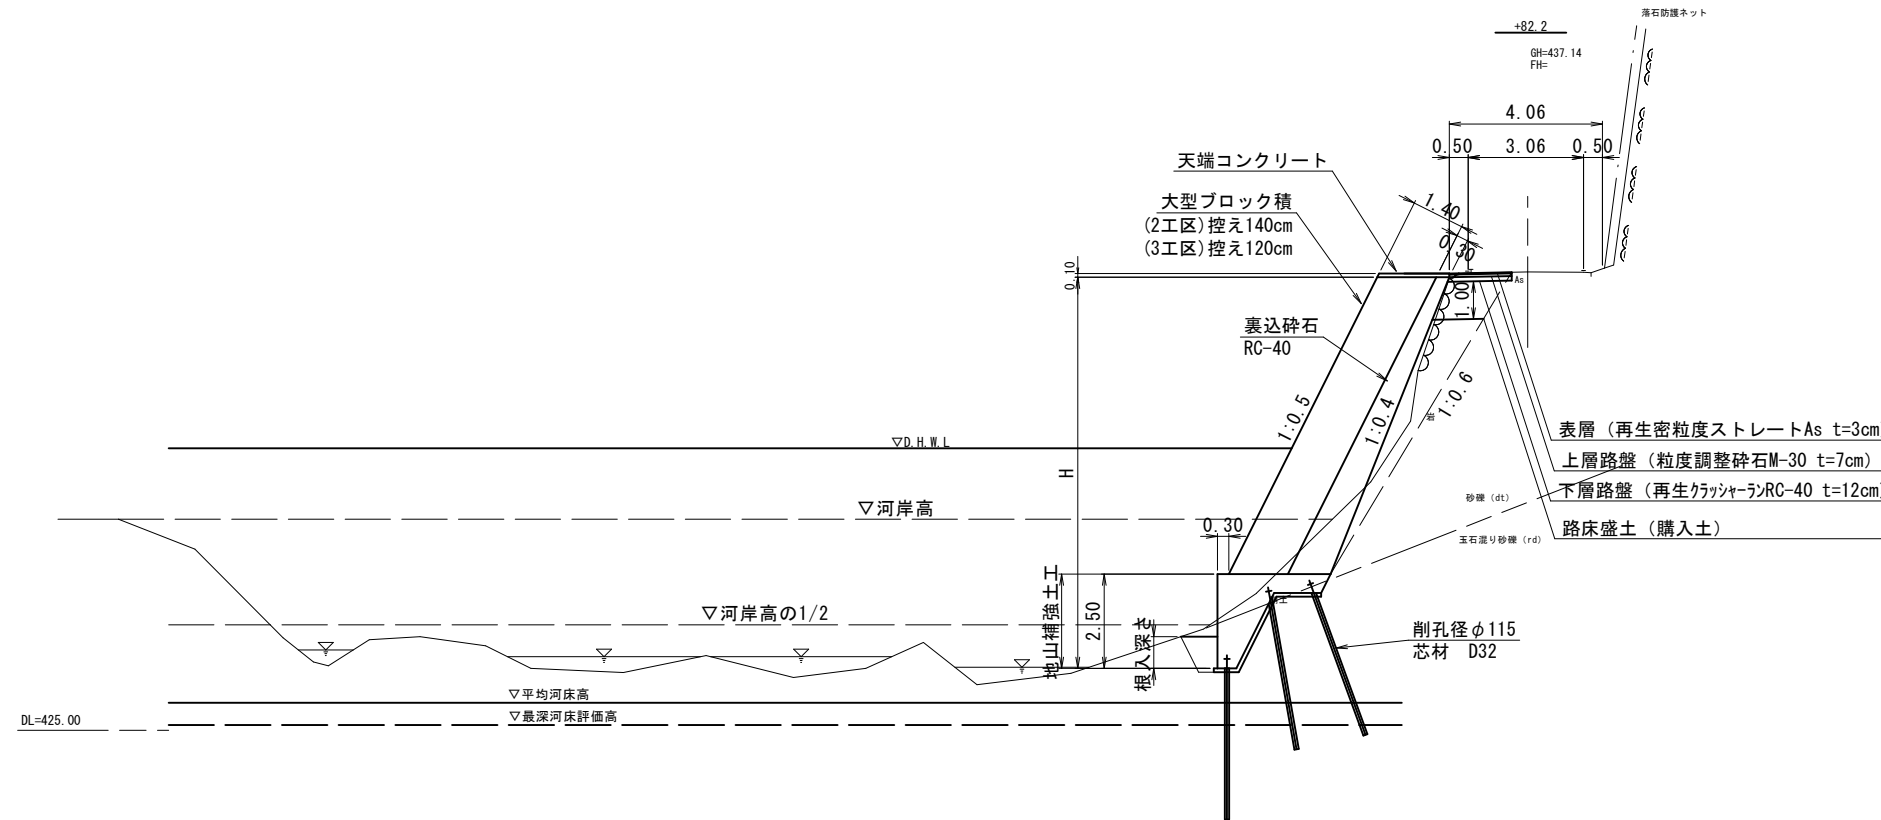 落石防護ネット
+82.2
GH=437.14
FH=
4.06
0.50
3.06
0.50
天端コンクリート
大型ブロック積
(2工区)控え140cm
(3工区)控え120cm
1.40
0.30
0.10
As
1.00
裏込砕石
RC-40
1:0.5
1:0.4
1:0.6
岩
表層（再生密粒度ストレートAs t=3cm
上層路盤（粒度調整砕石M-30 t=7cm）
下層路盤（再生ｸﾗｯｼｬｰﾗﾝRC-40 t=12cm）
路床盛土（購入土）
▽D.H.W.L
H
砂礫（dt）
玉石混り砂礫（rd）
▽河岸高
0.30
▽河岸高の1/2
地山補強土工
2.50
根入深さ
削孔径φ115
芯材 D32
▽平均河床高
▽最深河床評価高
DL=425.00